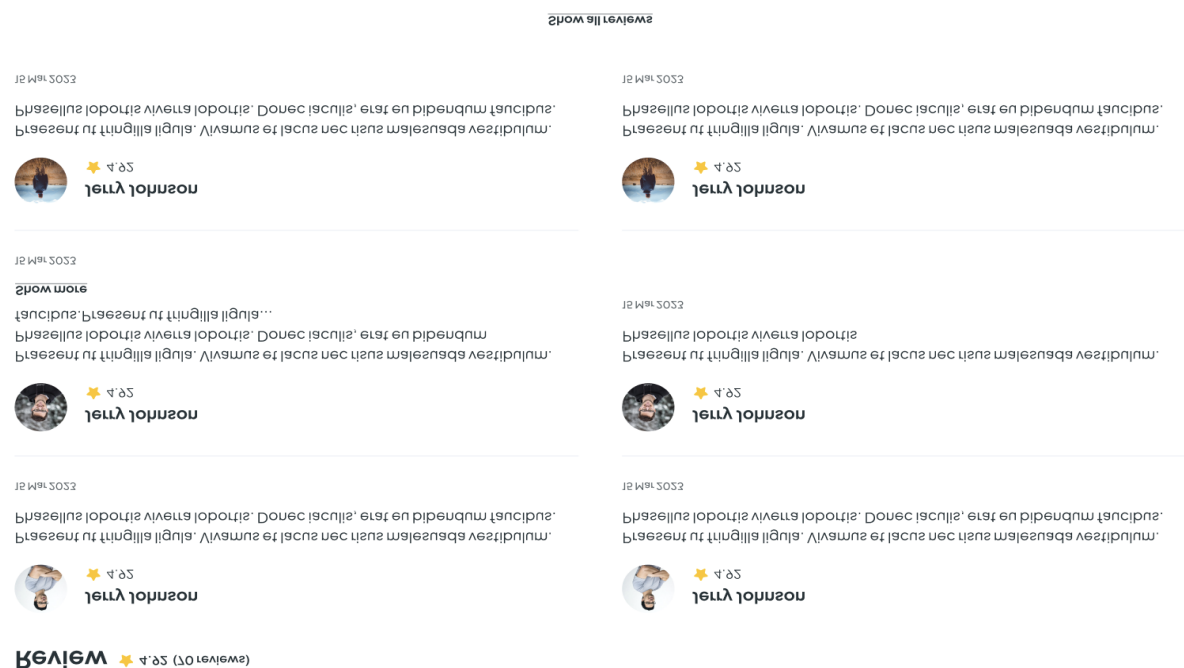 Review 4.92 (70 reviews)
Jerry Johnson
4.92
Praesent ut fringilla ligula. Vivamus et lacus nec risus malesuada vestibulum.
Phasellus lobortis viverra lobortis. Donec iaculis, erat eu bibendum faucibus.
15 Mar 2023
Jerry Johnson
4.92
Praesent ut fringilla ligula. Vivamus et lacus nec risus malesuada vestibulum.
Phasellus lobortis viverra lobortis. Donec iaculis, erat eu bibendum faucibus.
15 Mar 2023
Jerry Johnson
4.92
Praesent ut fringilla ligula. Vivamus et lacus nec risus malesuada vestibulum.
Phasellus lobortis viverra lobortis. Donec iaculis, erat eu bibendum
faucibus.Praesent ut fringilla ligula...
Show more
15 Mar 2023
Jerry Johnson
4.92
Praesent ut fringilla ligula. Vivamus et lacus nec risus malesuada vestibulum.
Phasellus lobortis viverra lobortis
15 Mar 2023
Jerry Johnson
4.92
Praesent ut fringilla ligula. Vivamus et lacus nec risus malesuada vestibulum.
Phasellus lobortis viverra lobortis. Donec iaculis, erat eu bibendum faucibus.
15 Mar 2023
Jerry Johnson
4.92
Praesent ut fringilla ligula. Vivamus et lacus nec risus malesuada vestibulum.
Phasellus lobortis viverra lobortis. Donec iaculis, erat eu bibendum faucibus.
15 Mar 2023
Show all reviews